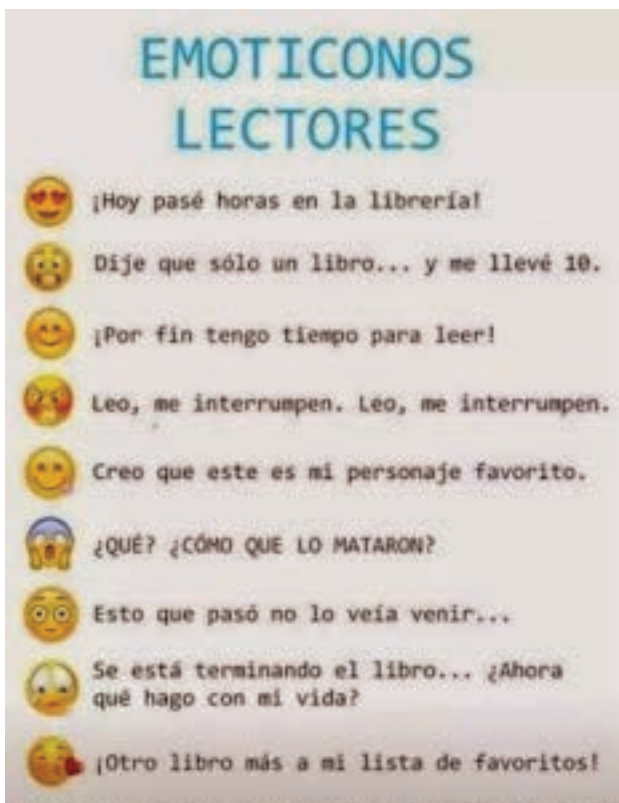 EMOTICONOS
LECTORES
¡Hoy pasé horas en la librería!
Dije que sólo un libro... y me llevé 10.
¡Por fin tengo tiempo para leer!
Leo, me interrumpen. Leo, me interrumpen.
Creo que este es mi personaje favorito.
¿QUÉ? ¿CÓMO QUE LO MATARON?
Esto que pasó no lo veía venir...
Se está terminando el libro... ¿Ahora
qué hago con mi vida?
¡Otro libro más a mi lista de favoritos!